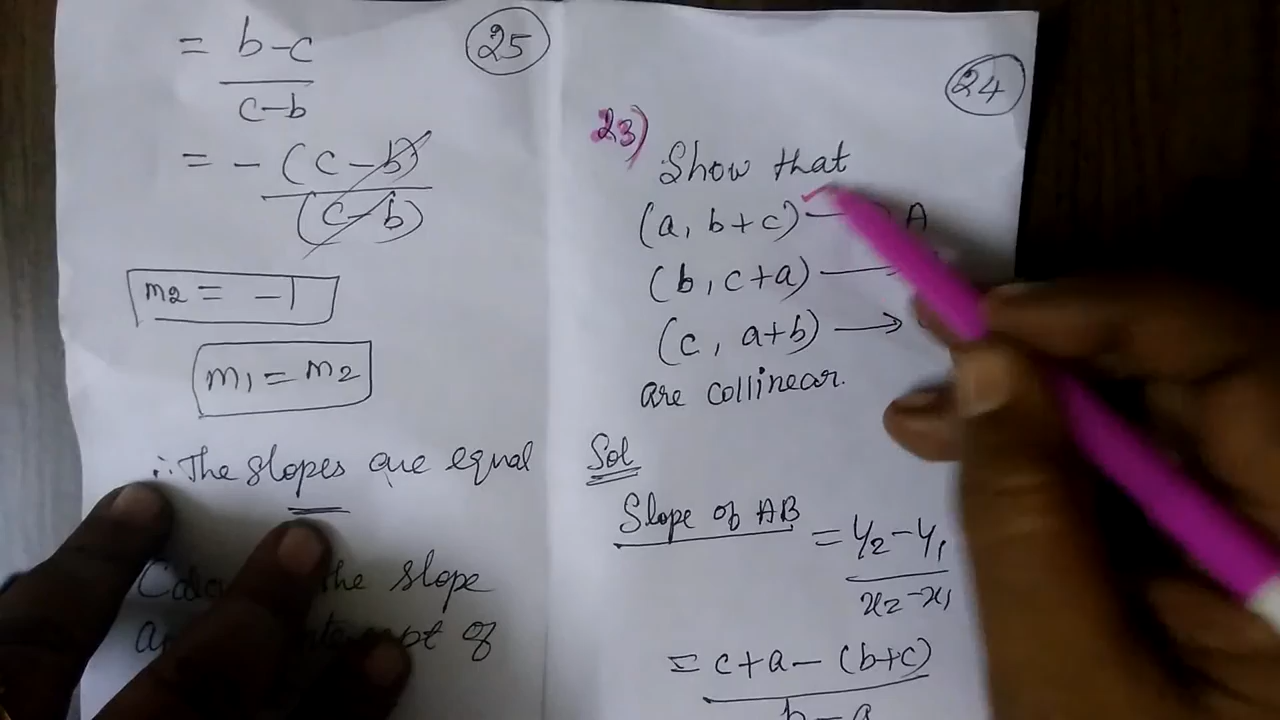 25
= b-c
c-b
= -(c-b)
(c-b)
m2 = -1
m1 = m2
∴ The slopes are equal
the slope
of
24
23)
Show that
(a, b+c) — A
(b, c+a) —
(c, a+b) →
are collinear.
Sol
Slope of AB
= y2-y1
x2-x1
= c+a-(b+c)
b-a